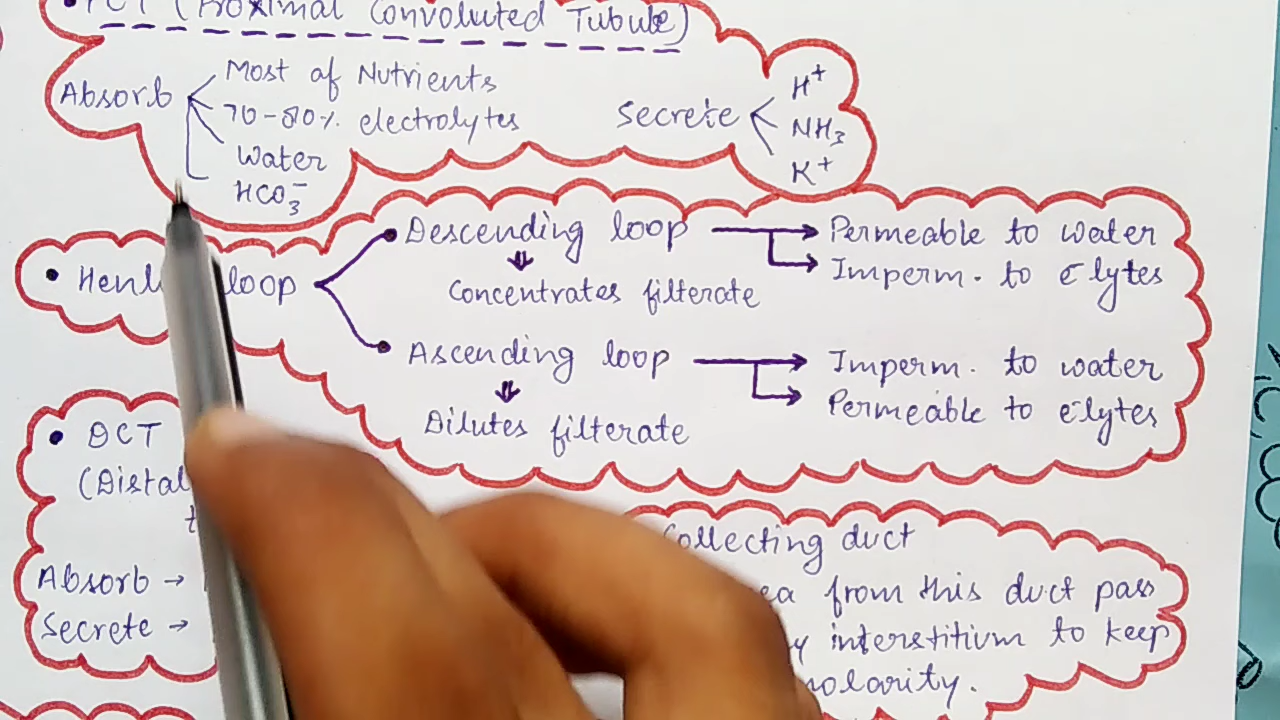 • PCT (Proximal Convoluted Tubule)
Absorb
Most of Nutrients
70-80% electrolytes
Water
HCO3⁻
Secrete
H⁺
NH3
K⁺
• loop
Descending loop
Concentrates filterate
Permeable to water
Imperm. to e⁻lytes
Ascending loop
Dilutes filterate
Imperm. to water
Permeable to e⁻lytes
• DCT
(Distal
Absorb →
Secrete →
Collecting duct
from this duct pass
interstitium to keep